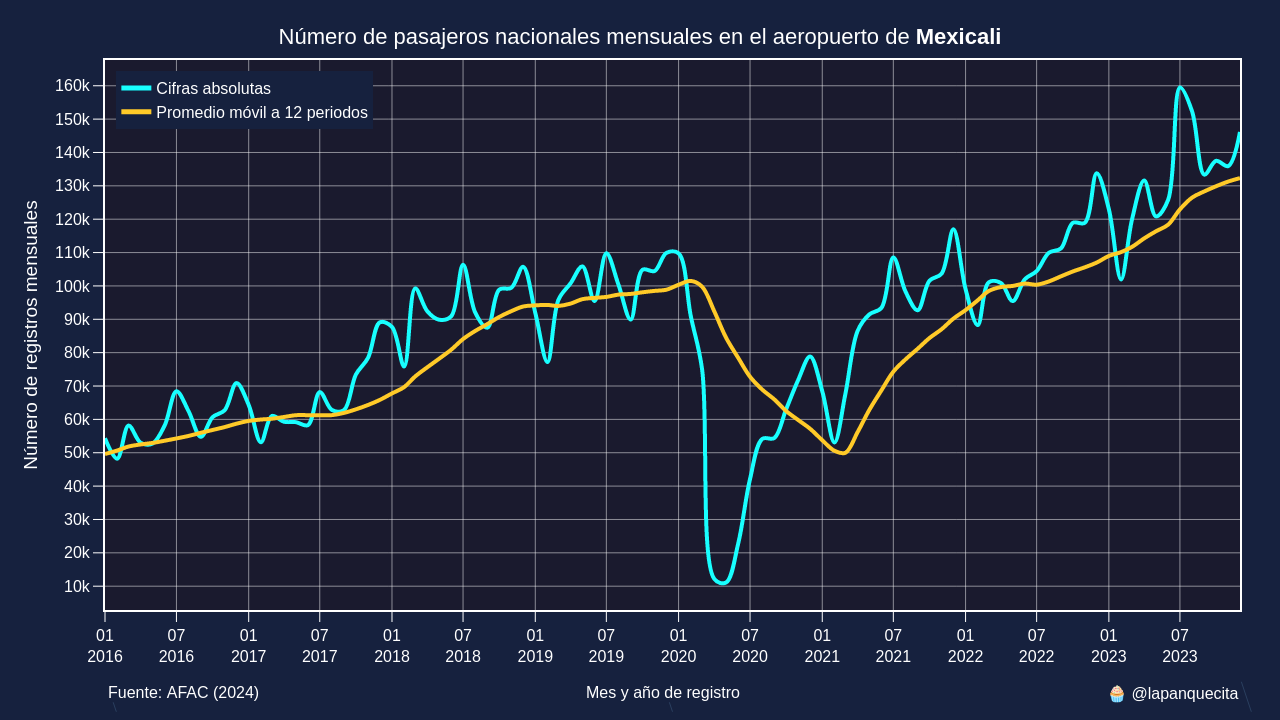 Número de pasajeros nacionales mensuales en el aeropuerto de Mexicali
Cifras absolutas
Promedio móvil a 12 periodos
Número de registros mensuales
160k
150k
140k
130k
120k
110k
100k
90k
80k
70k
60k
50k
40k
30k
20k
10k
01 07 01 07 01 07 01 07 01 07 01 07 01 07 01 07
2016 2016 2017 2017 2018 2018 2019 2019 2020 2020 2021 2021 2022 2022 2023 2023
Fuente: AFAC (2024) Mes y año de registro 🧁 @lapanquecita